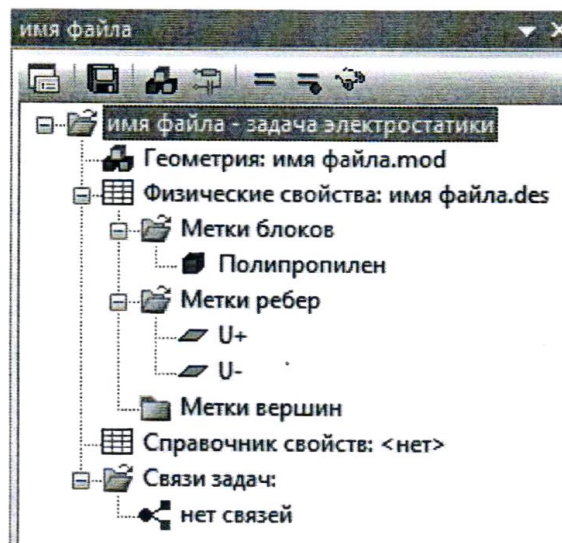 имя файла
имя файла - задача электростатики
Геометрия: имя файла.mod
Физические свойства: имя файла.des
Метки блоков
Полипропилен
Метки ребер
U+
U-
Метки вершин
Справочник свойств: <нет>
Связи задач:
нет связей